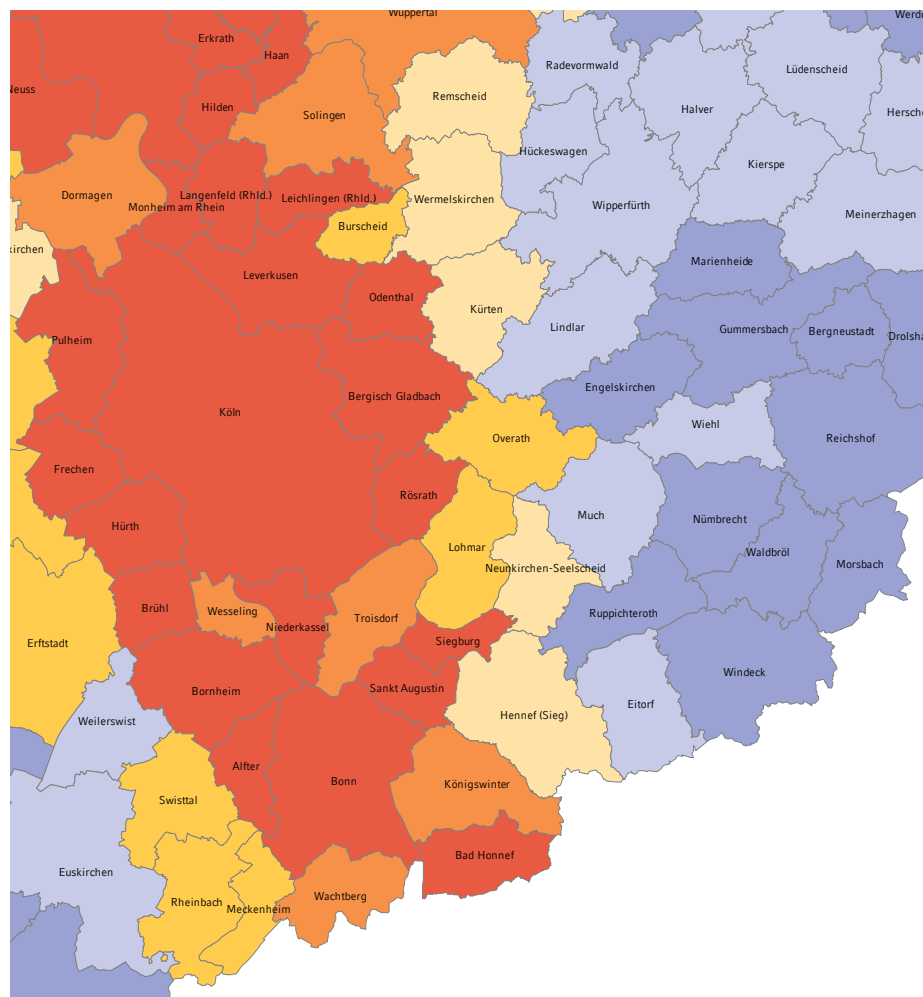 Wuppertal
Erkrath
Haan
Radevormwald
Lüdenscheid
Neuss
Remscheid
Hilden
Solingen
Halver
Hückeswagen
Kierspe
Dormagen
Langenfeld (Rhld.)
Leichlingen (Rhld.)
Wermelskirchen
Monheim am Rhein
Wipperfürth
Meinerzhagen
Burscheid
kirchen
Marienheide
Leverkusen
Odenthal
Kürten
Lindlar
Gummersbach
Bergneustadt
Drolsha
Pulheim
Engelskirchen
Bergisch Gladbach
Köln
Wiehl
Overath
Reichshof
Frechen
Rösrath
Much
Nümbrecht
Hürth
Lohmar
Waldbröl
Neunkirchen-Seelscheid
Morsbach
Brühl
Wesseling
Ruppichteroth
Troisdorf
Niederkassel
Siegburg
Erftstadt
Windeck
Bornheim
Sankt Augustin
Eitorf
Hennef (Sieg)
Weilerswist
Alfter
Bonn
Königswinter
Swisttal
Bad Honnef
Euskirchen
Wachtberg
Rheinbach
Meckenheim